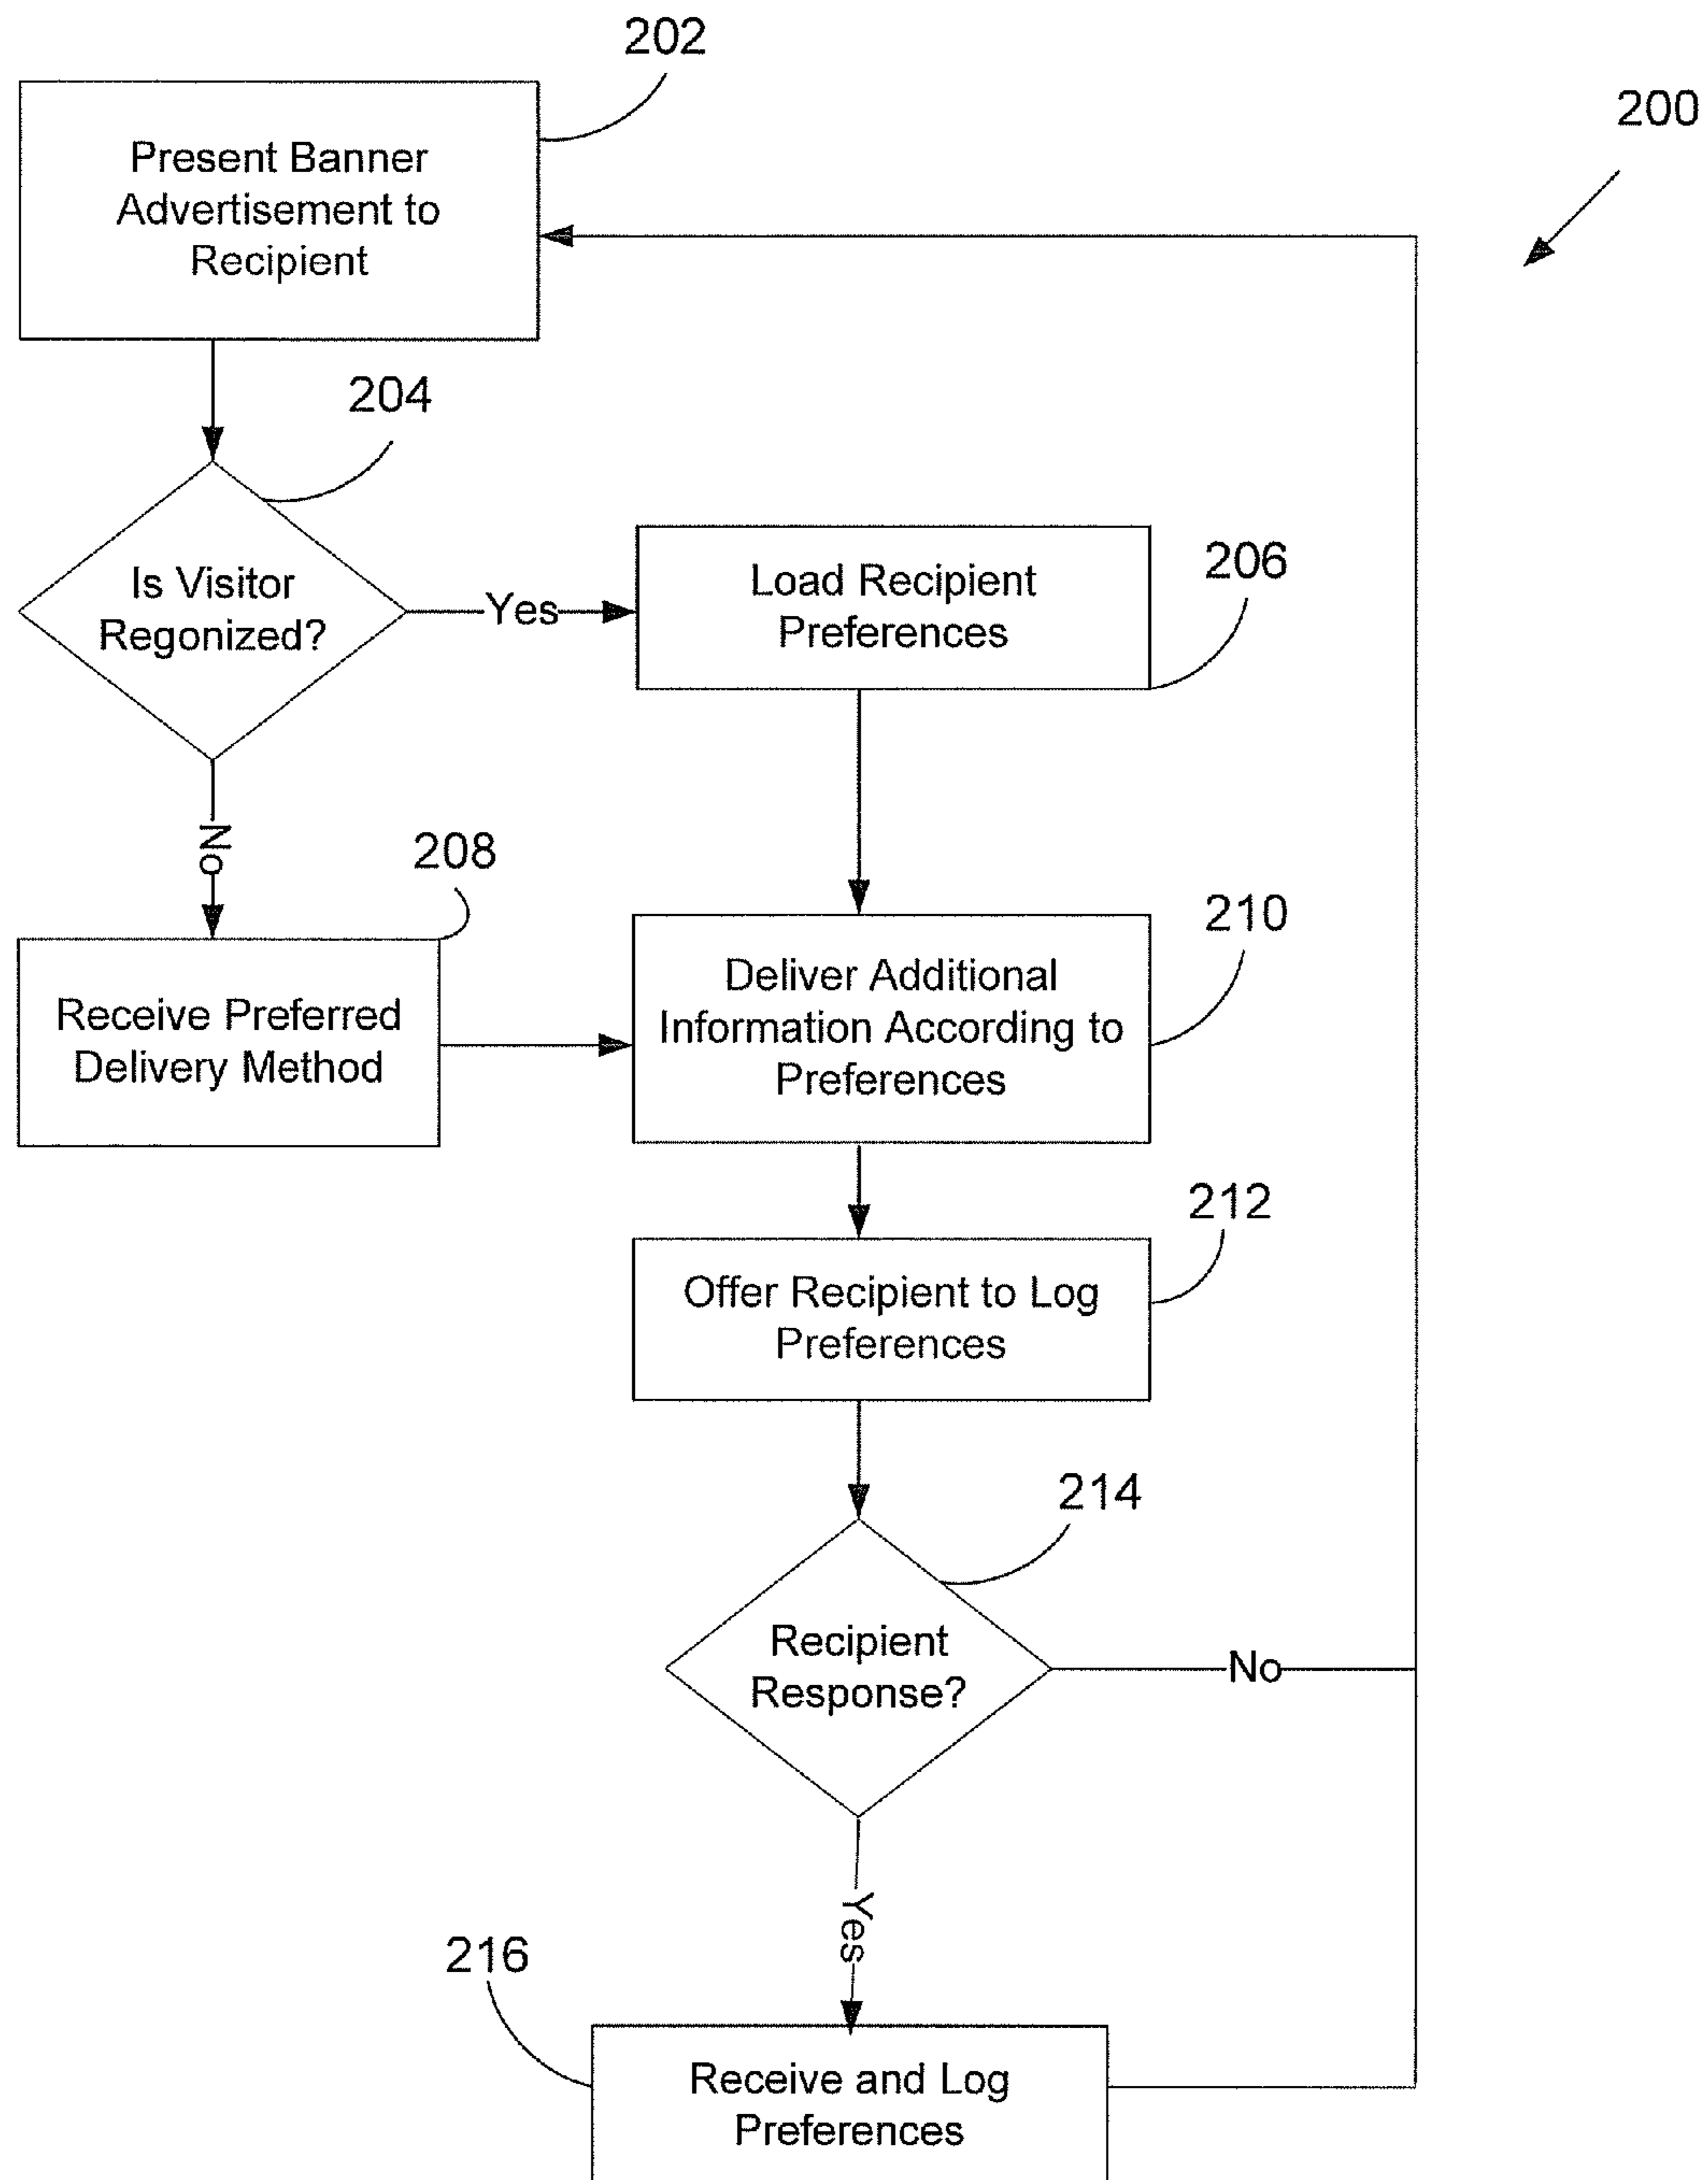 202
200
Present Banner
Advertisement to
Recipient
204
Is Visitor
Regonized?
Yes
Load Recipient
Preferences
206
No
208
Receive Preferred
Delivery Method
210
Deliver Additional
Information According to
Preferences
212
Offer Recipient to Log
Preferences
214
Recipient
Response?
No
Yes
216
Receive and Log
Preferences